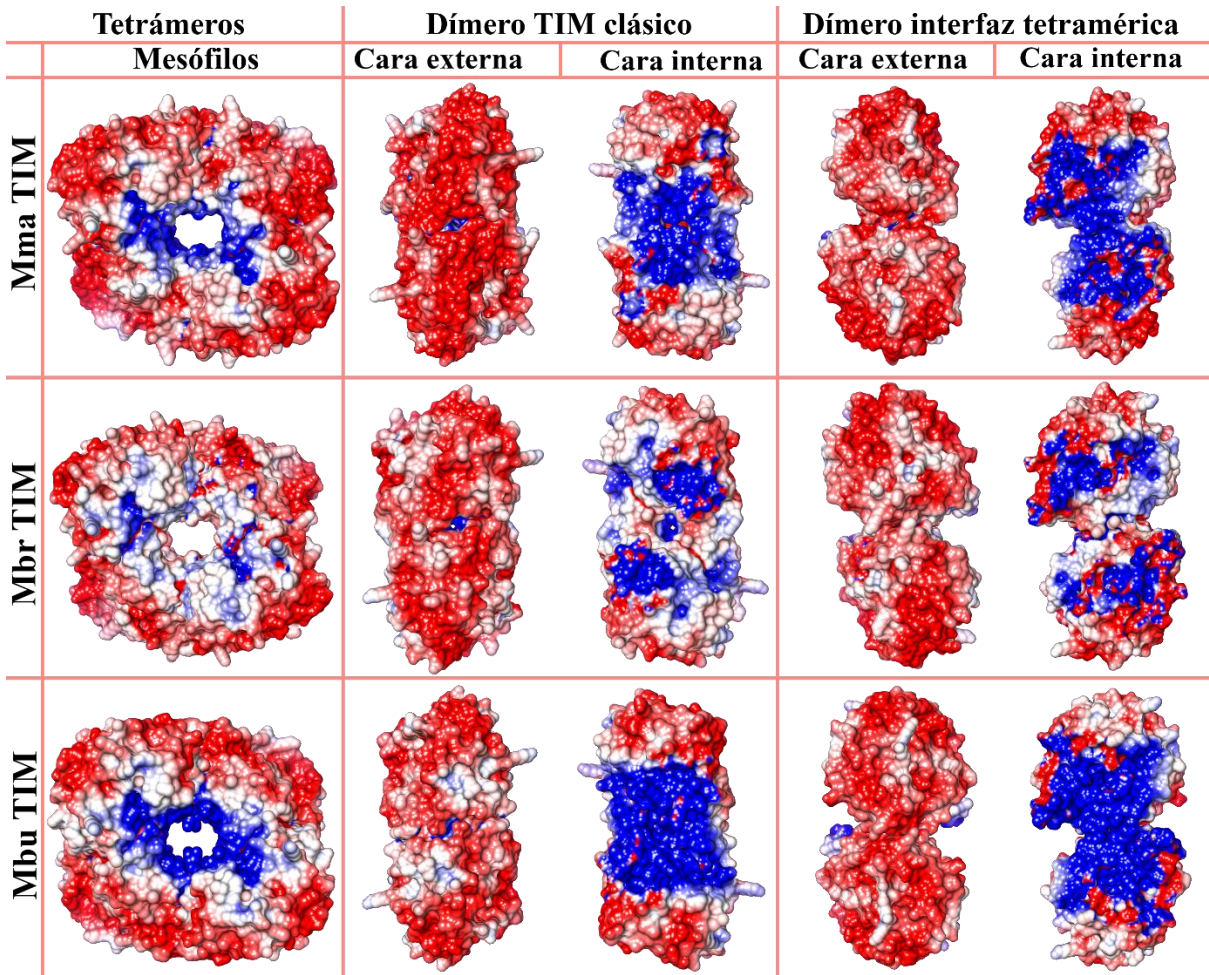 Tetrámeros
Dímero TIM clásico
Dímero interfaz tetramérica
Mesófilos
Cara externa
Cara interna
Cara externa
Cara interna
Mma TIM
Mbr TIM
Mbu TIM